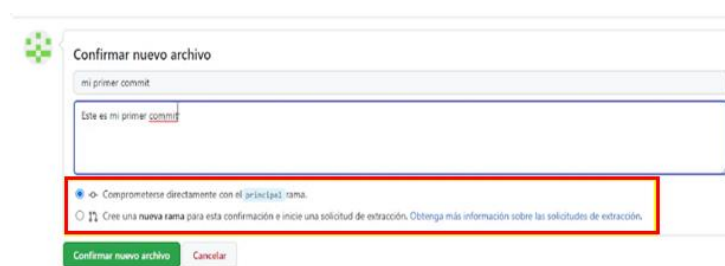 Confirmar nuevo archivo
mi primer commit
Este es mi primer commit
Comprometerse directamente con el principal rama.
Cree una nueva rama para esta confirmación e inicie una solicitud de extracción. Obtenga más información sobre las solicitudes de extracción.
Confirmar nuevo archivo Cancelar